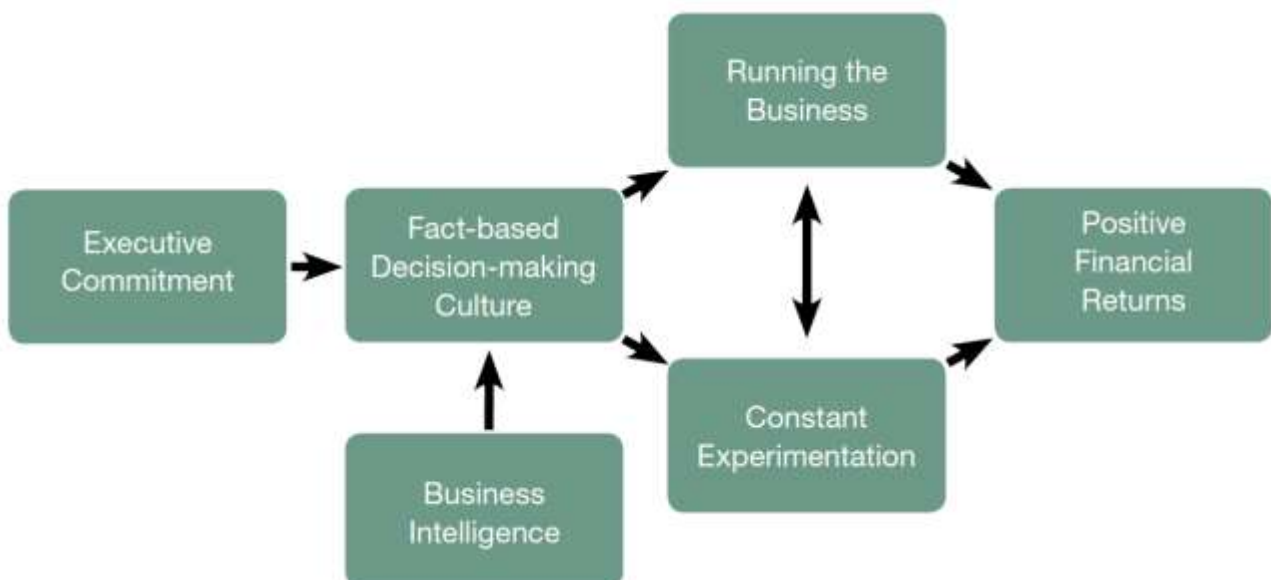 Running the
Business
Executive
Commitment
Fact-based
Decision-making
Culture
Positive
Financial
Returns
Constant
Experimentation
Business
Intelligence